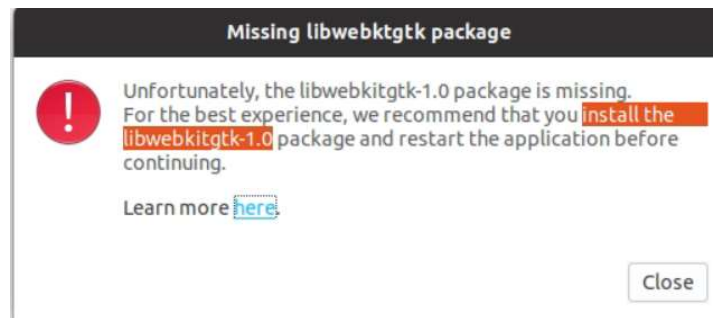 Missing libwebktgtk package
Unfortunately, the libwebkitgtk-1.0 package is missing.
For the best experience, we recommend that you install the
libwebkitgtk-1.0 package and restart the application before
continuing.
Learn more here.
Close